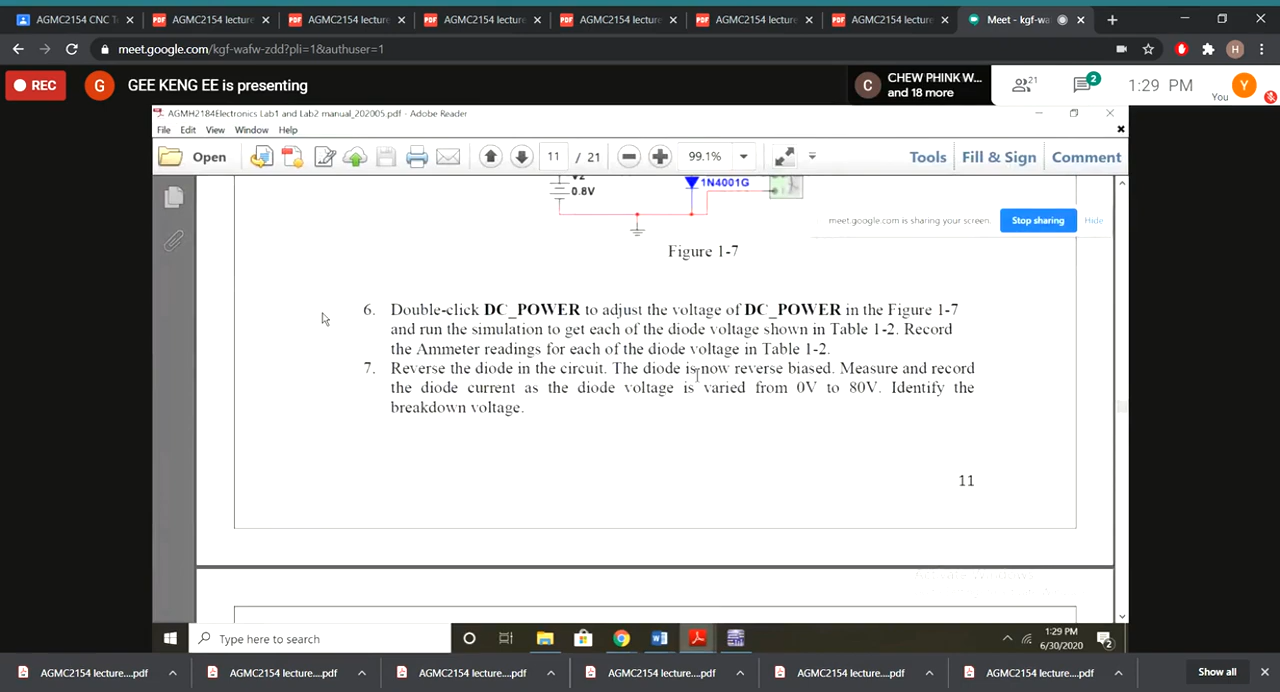 AGMC2154 CNC T
AGMC2154 lecture
AGMC2154 lecture
AGMC2154 lecture
AGMC2154 lecture
AGMC2154 lecture
AGMC2154 lecture
Meet - kgf-wa
meet.google.com/kgf-wafw-zdd?pli=1&authuser=1
H
REC
G
GEE KENG EE is presenting
C
CHEW PHINK W...
and 18 more
21
2
1:29 PM
You
Y
AGMH2184Electronics Lab1 and Lab2 manual_202005.pdf - Adobe Reader
File Edit View Window Help
Open
11 / 21
99.1%
Tools
Fill & Sign
Comment
V2
0.8V
1N4001G
meet.google.com is sharing your screen.
Stop sharing
Hide
Figure 1-7
6. Double-click DC_POWER to adjust the voltage of DC_POWER in the Figure 1-7
and run the simulation to get each of the diode voltage shown in Table 1-2. Record
the Ammeter readings for each of the diode voltage in Table 1-2.
7. Reverse the diode in the circuit. The diode is now reverse biased. Measure and record
the diode current as the diode voltage is varied from 0V to 80V. Identify the
breakdown voltage.
11
Type here to search
1:29 PM
6/30/2020
2
AGMC2154 lecture....pdf
AGMC2154 lecture....pdf
AGMC2154 lecture....pdf
AGMC2154 lecture....pdf
AGMC2154 lecture....pdf
AGMC2154 lecture....pdf
Show all